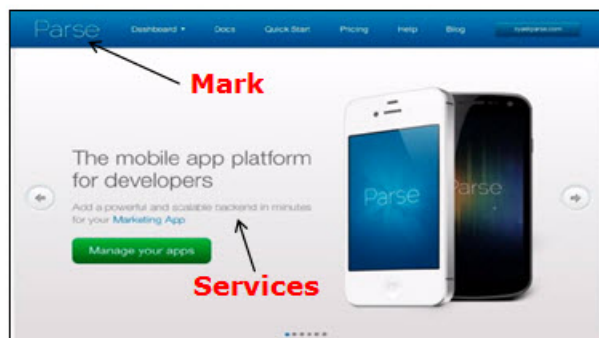 Parse Dashboard Docs Quick Start Pricing Help Blog
Mark
The mobile app platform
for developers
Add a powerful and scalable backend in minutes
for your Marketing App
Manage your apps
Parse
Parse
Services